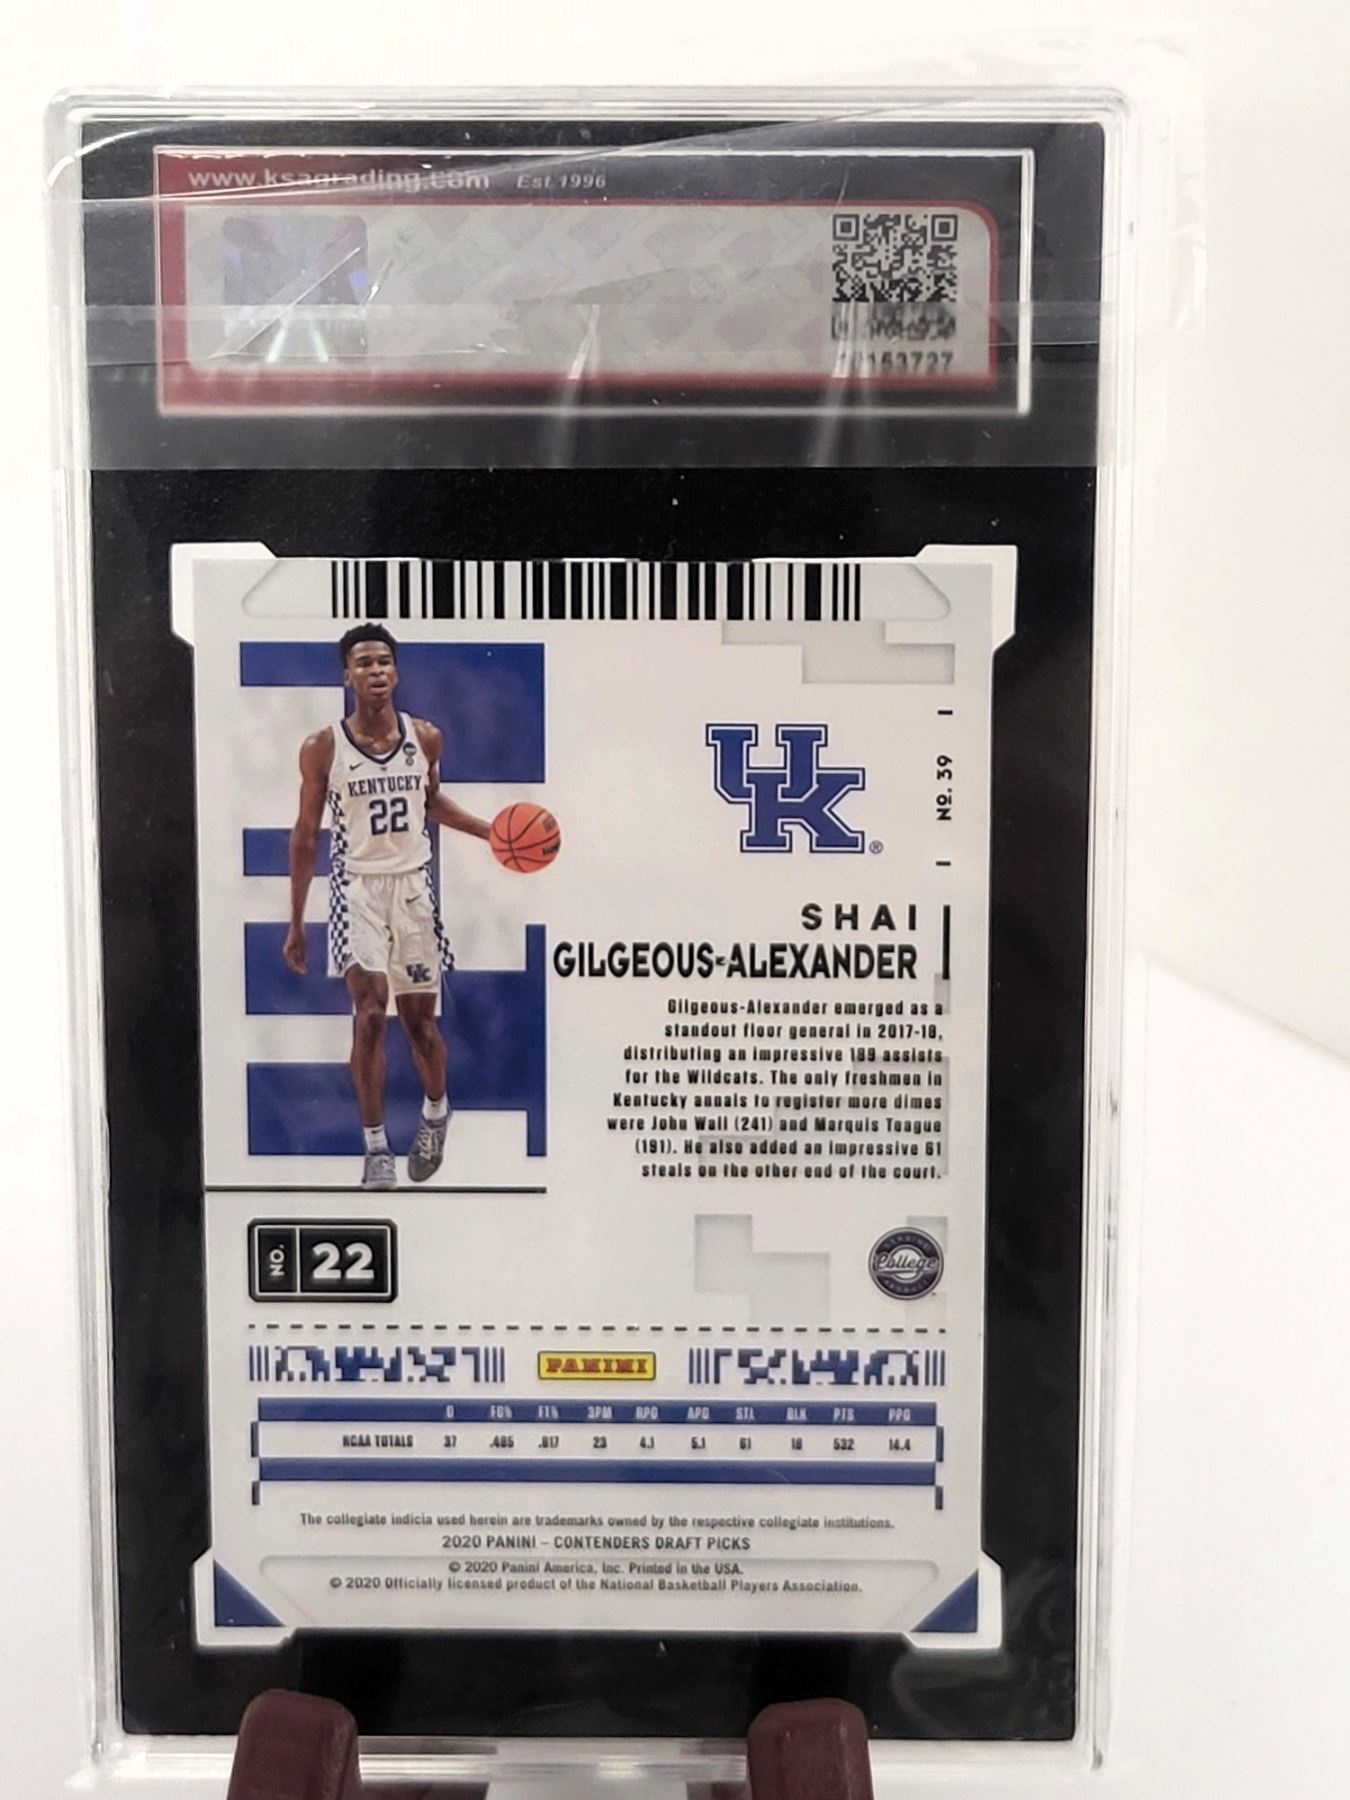 www.ksagrading.com Est. 1996
153727
KENTUCKY
22
UK
UK ®
No. 39
SHAI
GILGEOUS-ALEXANDER
Gilgeous-Alexander emerged as a
standout floor general in 2017-18,
distributing an impressive 189 assists
for the Wildcats. The only freshmen in
Kentucky annals to register more dimes
were John Wall (241) and Marquis Teague
(191). He also added an impressive 61
steals on the other end of the court.
NO. 22
College
PANINI
G FG% FT% 3PM RPG APG STL BLK PTS PPG
NCAA TOTALS 37 .485 .817 23 4.1 5.1 61 18 532 14.4
The collegiate indicia used herein are trademarks owned by the respective collegiate institutions.
2020 PANINI – CONTENDERS DRAFT PICKS
© 2020 Panini America, Inc. Printed in the USA.
© 2020 Officially licensed product of the National Basketball Players Association.